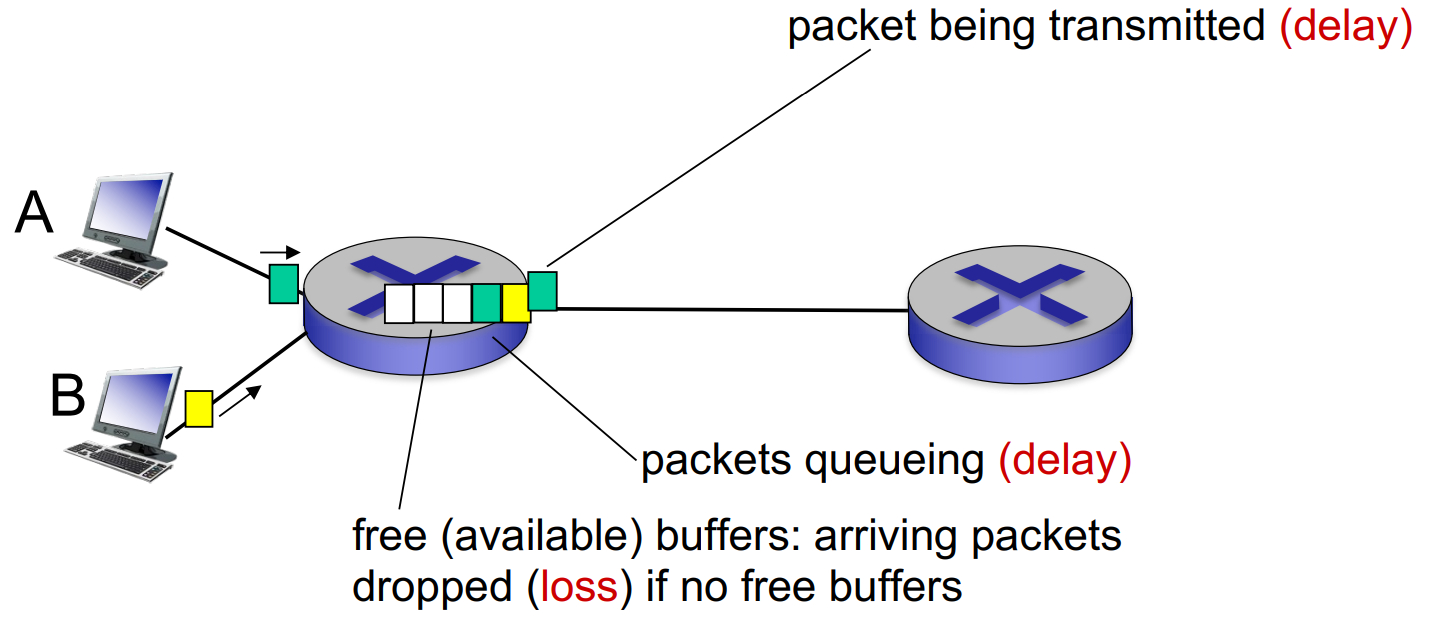 packet being transmitted (delay)
A
B
packets queueing (delay)
free (available) buffers: arriving packets
dropped (loss) if no free buffers